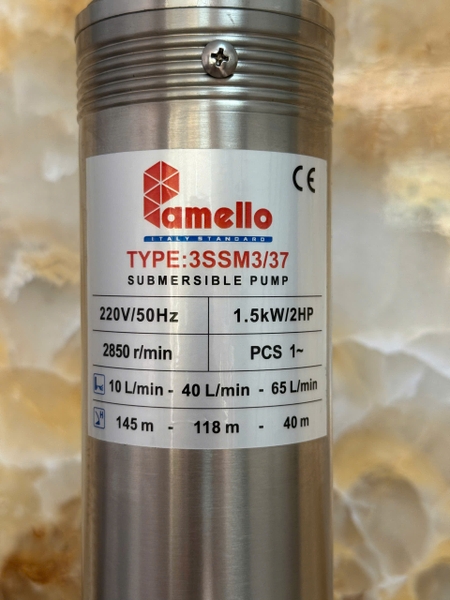 CE
Pamello
ITALY STANDARD
TYPE:3SSM3/37
SUBMERSIBLE PUMP
220V/50Hz 1.5kW/2HP
2850 r/min PCS 1~
10 L/min - 40 L/min - 65 L/min
H 145 m - 118 m - 40 m